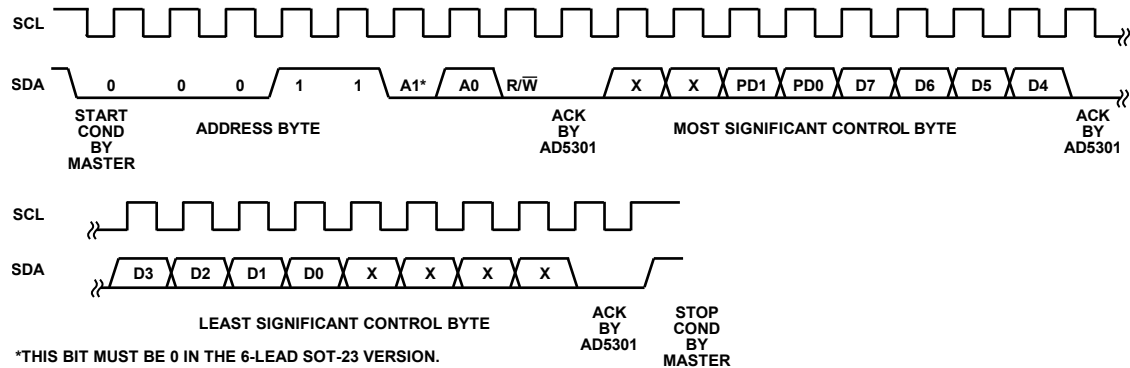 SCL
SDA 0 0 0 1 1 A1* A0 R/W̅ X X PD1 PD0 D7 D6 D5 D4
START COND BY MASTER
ADDRESS BYTE
ACK BY AD5301
MOST SIGNIFICANT CONTROL BYTE
ACK BY AD5301
SCL
SDA D3 D2 D1 D0 X X X X
LEAST SIGNIFICANT CONTROL BYTE
ACK BY AD5301
STOP COND BY MASTER
*THIS BIT MUST BE 0 IN THE 6-LEAD SOT-23 VERSION.